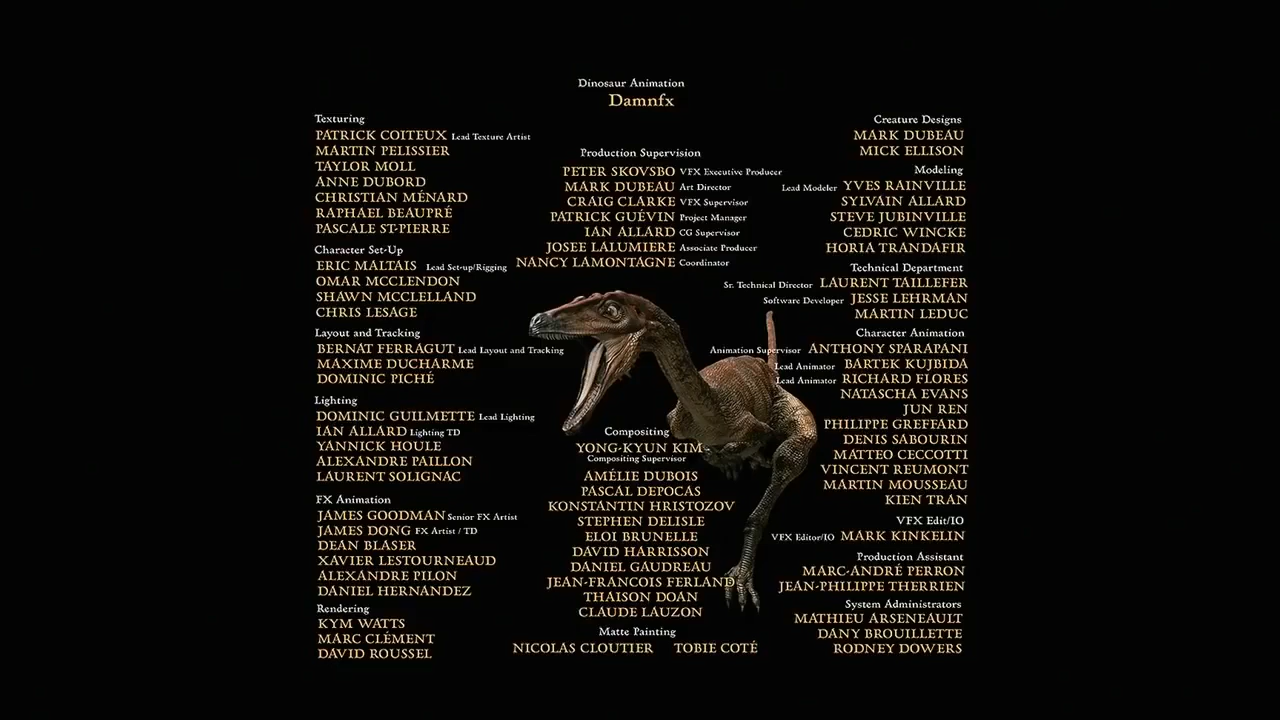 Dinosaur Animation
Damnfx
Texturing
PATRICK COITEUX Lead Texture Artist
MARTIN PELISSIER
TAYLOR MOLL
ANNE DUBORD
CHRISTIAN MÉNARD
RAPHAEL BEAUPRÉ
PASCALE ST-PIERRE
Character Set-Up
ERIC MALTAIS Lead Set-up/Rigging
OMAR MCCLENDON
SHAWN MCCLELLAND
CHRIS LESAGE
Layout and Tracking
BERNAT FERRAGUT Lead Layout and Tracking
MAXIME DUCHARME
DOMINIC PICHÉ
Lighting
DOMINIC GUILMETTE Lead Lighting
IAN ALLARD Lighting TD
YANNICK HOULE
ALEXANDRE PAILLON
LAURENT SOLIGNAC
FX Animation
JAMES GOODMAN Senior FX Artist
JAMES DONG FX Artist / TD
DEAN BLASER
XAVIER LESTOURNEAUD
ALEXANDRE PILON
DANIEL HERNANDEZ
Rendering
KYM WATTS
MARC CLÉMENT
DAVID ROUSSEL
Production Supervision
PETER SKOVSBO VFX Executive Producer
MARK DUBEAU Art Director
CRAIG CLARKE VFX Supervisor
PATRICK GUÉVIN Project Manager
IAN ALLARD CG Supervisor
JOSEE LALUMIERE Associate Producer
NANCY LAMONTAGNE Coordinator
Compositing
YONG-KYUN KIM
Compositing Supervisor
AMÉLIE DUBOIS
PASCAL DEPOCAS
KONSTANTIN HRISTOZOV
STEPHEN DELISLE
ELOI BRUNELLE
DAVID HARRISSON
DANIEL GAUDREAU
JEAN-FRANCOIS FERLAND
THAISON DOAN
CLAUDE LAUZON
Matte Painting
NICOLAS CLOUTIER TOBIE COTÉ
Creature Designs
MARK DUBEAU
MICK ELLISON
Modeling
Lead Modeler YVES RAINVILLE
SYLVAIN ALLARD
STEVE JUBINVILLE
CEDRIC WINCKE
HORIA TRANDAFIR
Technical Department
Sr. Technical Director LAURENT TAILLEFER
Software Developer JESSE LEHRMAN
MARTIN LEDUC
Character Animation
Animation Supervisor ANTHONY SPARAPANI
Lead Animator BARTEK KUJBIDA
Lead Animator RICHARD FLORES
NATASCHA EVANS
JUN REN
PHILIPPE GREFFARD
DENIS SABOURIN
MATTEO CECCOTTI
VINCENT REUMONT
MARTIN MOUSSEAU
KIEN TRAN
VFX Edit/IO
VFX Editor/IO MARK KINKELIN
Production Assistant
MARC-ANDRÉ PERRON
JEAN-PHILIPPE THERRIEN
System Administrators
MATHIEU ARSENEAULT
DANY BROUILLETTE
RODNEY DOWERS